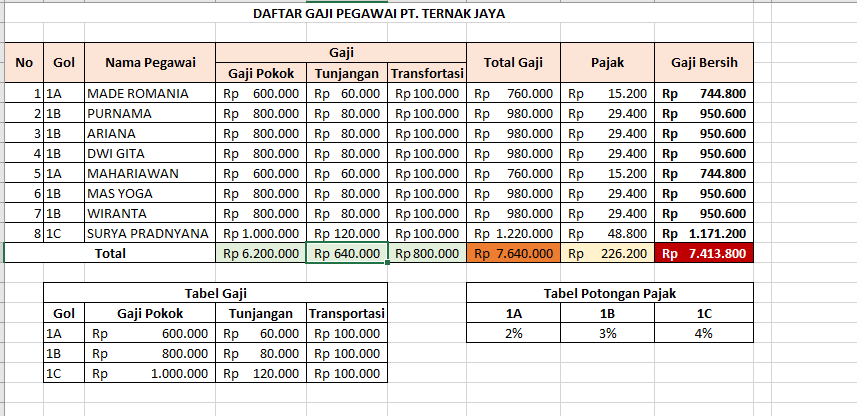 DAFTAR GAJI PEGAWAI PT. TERNAK JAYA
No Gol Nama Pegawai Gaji Total Gaji Pajak Gaji Bersih
Gaji Pokok Tunjangan Transfortasi
1 1A MADE ROMANIA Rp 600.000 Rp 60.000 Rp 100.000 Rp 760.000 Rp 15.200 Rp 744.800
2 1B PURNAMA Rp 800.000 Rp 80.000 Rp 100.000 Rp 980.000 Rp 29.400 Rp 950.600
3 1B ARIANA Rp 800.000 Rp 80.000 Rp 100.000 Rp 980.000 Rp 29.400 Rp 950.600
4 1B DWI GITA Rp 800.000 Rp 80.000 Rp 100.000 Rp 980.000 Rp 29.400 Rp 950.600
5 1A MAHARIAWAN Rp 600.000 Rp 60.000 Rp 100.000 Rp 760.000 Rp 15.200 Rp 744.800
6 1B MAS YOGA Rp 800.000 Rp 80.000 Rp 100.000 Rp 980.000 Rp 29.400 Rp 950.600
7 1B WIRANTA Rp 800.000 Rp 80.000 Rp 100.000 Rp 980.000 Rp 29.400 Rp 950.600
8 1C SURYA PRADNYANA Rp 1.000.000 Rp 120.000 Rp 100.000 Rp 1.220.000 Rp 48.800 Rp 1.171.200
Total Rp 6.200.000 Rp 640.000 Rp 800.000 Rp 7.640.000 Rp 226.200 Rp 7.413.800
Tabel Gaji
Gol Gaji Pokok Tunjangan Transportasi
1A Rp 600.000 Rp 60.000 Rp 100.000
1B Rp 800.000 Rp 80.000 Rp 100.000
1C Rp 1.000.000 Rp 120.000 Rp 100.000
Tabel Potongan Pajak
1A 1B 1C
2% 3% 4%